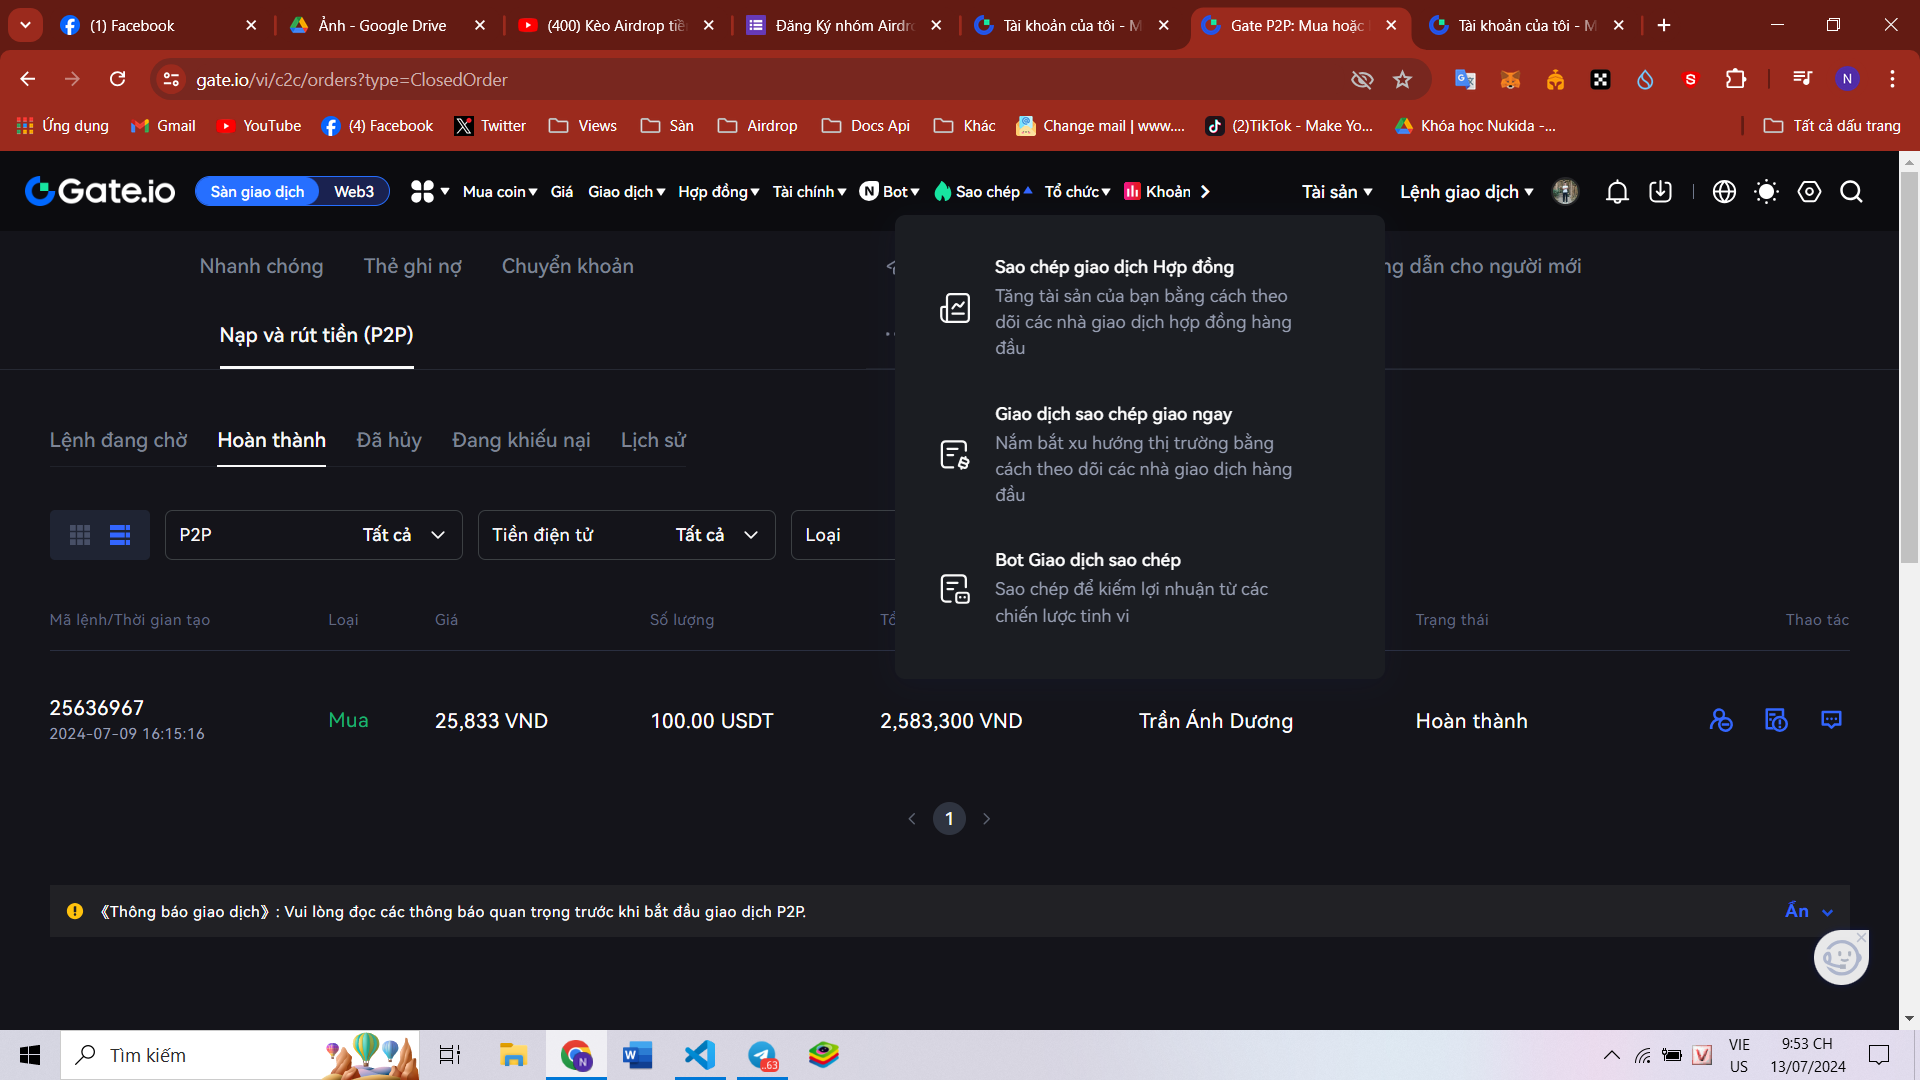 (1) Facebook
Ảnh - Google Drive
(400) Kèo Airdrop tiề
Đăng Ký nhóm Airdr
Tài khoản của tôi - M
Gate P2P: Mua hoặc
Tài khoản của tôi - M
gate.io/vi/c2c/orders?type=ClosedOrder
S
N
Ứng dụng
Gmail
YouTube
(4) Facebook
Twitter
Views
Sàn
Airdrop
Docs Api
Khác
Change mail | www....
(2)TikTok - Make Yo...
Khóa học Nukida -...
Tất cả dấu trang
Gate.io
Sàn giao dịch
Web3
Mua coin
Giá
Giao dịch
Hợp đồng
Tài chính
N Bot
Sao chép
Tổ chức
Khoản
Tài sản
Lệnh giao dịch
Nhanh chóng
Thẻ ghi nợ
Chuyển khoản
ng dẫn cho người mới
Nạp và rút tiền (P2P)
Sao chép giao dịch Hợp đồng
Tăng tài sản của bạn bằng cách theo
dõi các nhà giao dịch hợp đồng hàng
đầu
Giao dịch sao chép giao ngay
Nắm bắt xu hướng thị trường bằng
cách theo dõi các nhà giao dịch hàng
đầu
Bot Giao dịch sao chép
Sao chép để kiếm lợi nhuận từ các
chiến lược tinh vi
Lệnh đang chờ
Hoàn thành
Đã hủy
Đang khiếu nại
Lịch sử
P2P
Tất cả
Tiền điện tử
Tất cả
Loại
Mã lệnh/Thời gian tạo
Loại
Giá
Số lượng
Tổ
Trạng thái
Thao tác
25636967
2024-07-09 16:15:16
Mua
25,833 VND
100.00 USDT
2,583,300 VND
Trần Ánh Dương
Hoàn thành
1
《Thông báo giao dịch》: Vui lòng đọc các thông báo quan trọng trước khi bắt đầu giao dịch P2P.
Ẩn
Tìm kiếm
N
W
..63
V
VIE
US
9:53 CH
13/07/2024